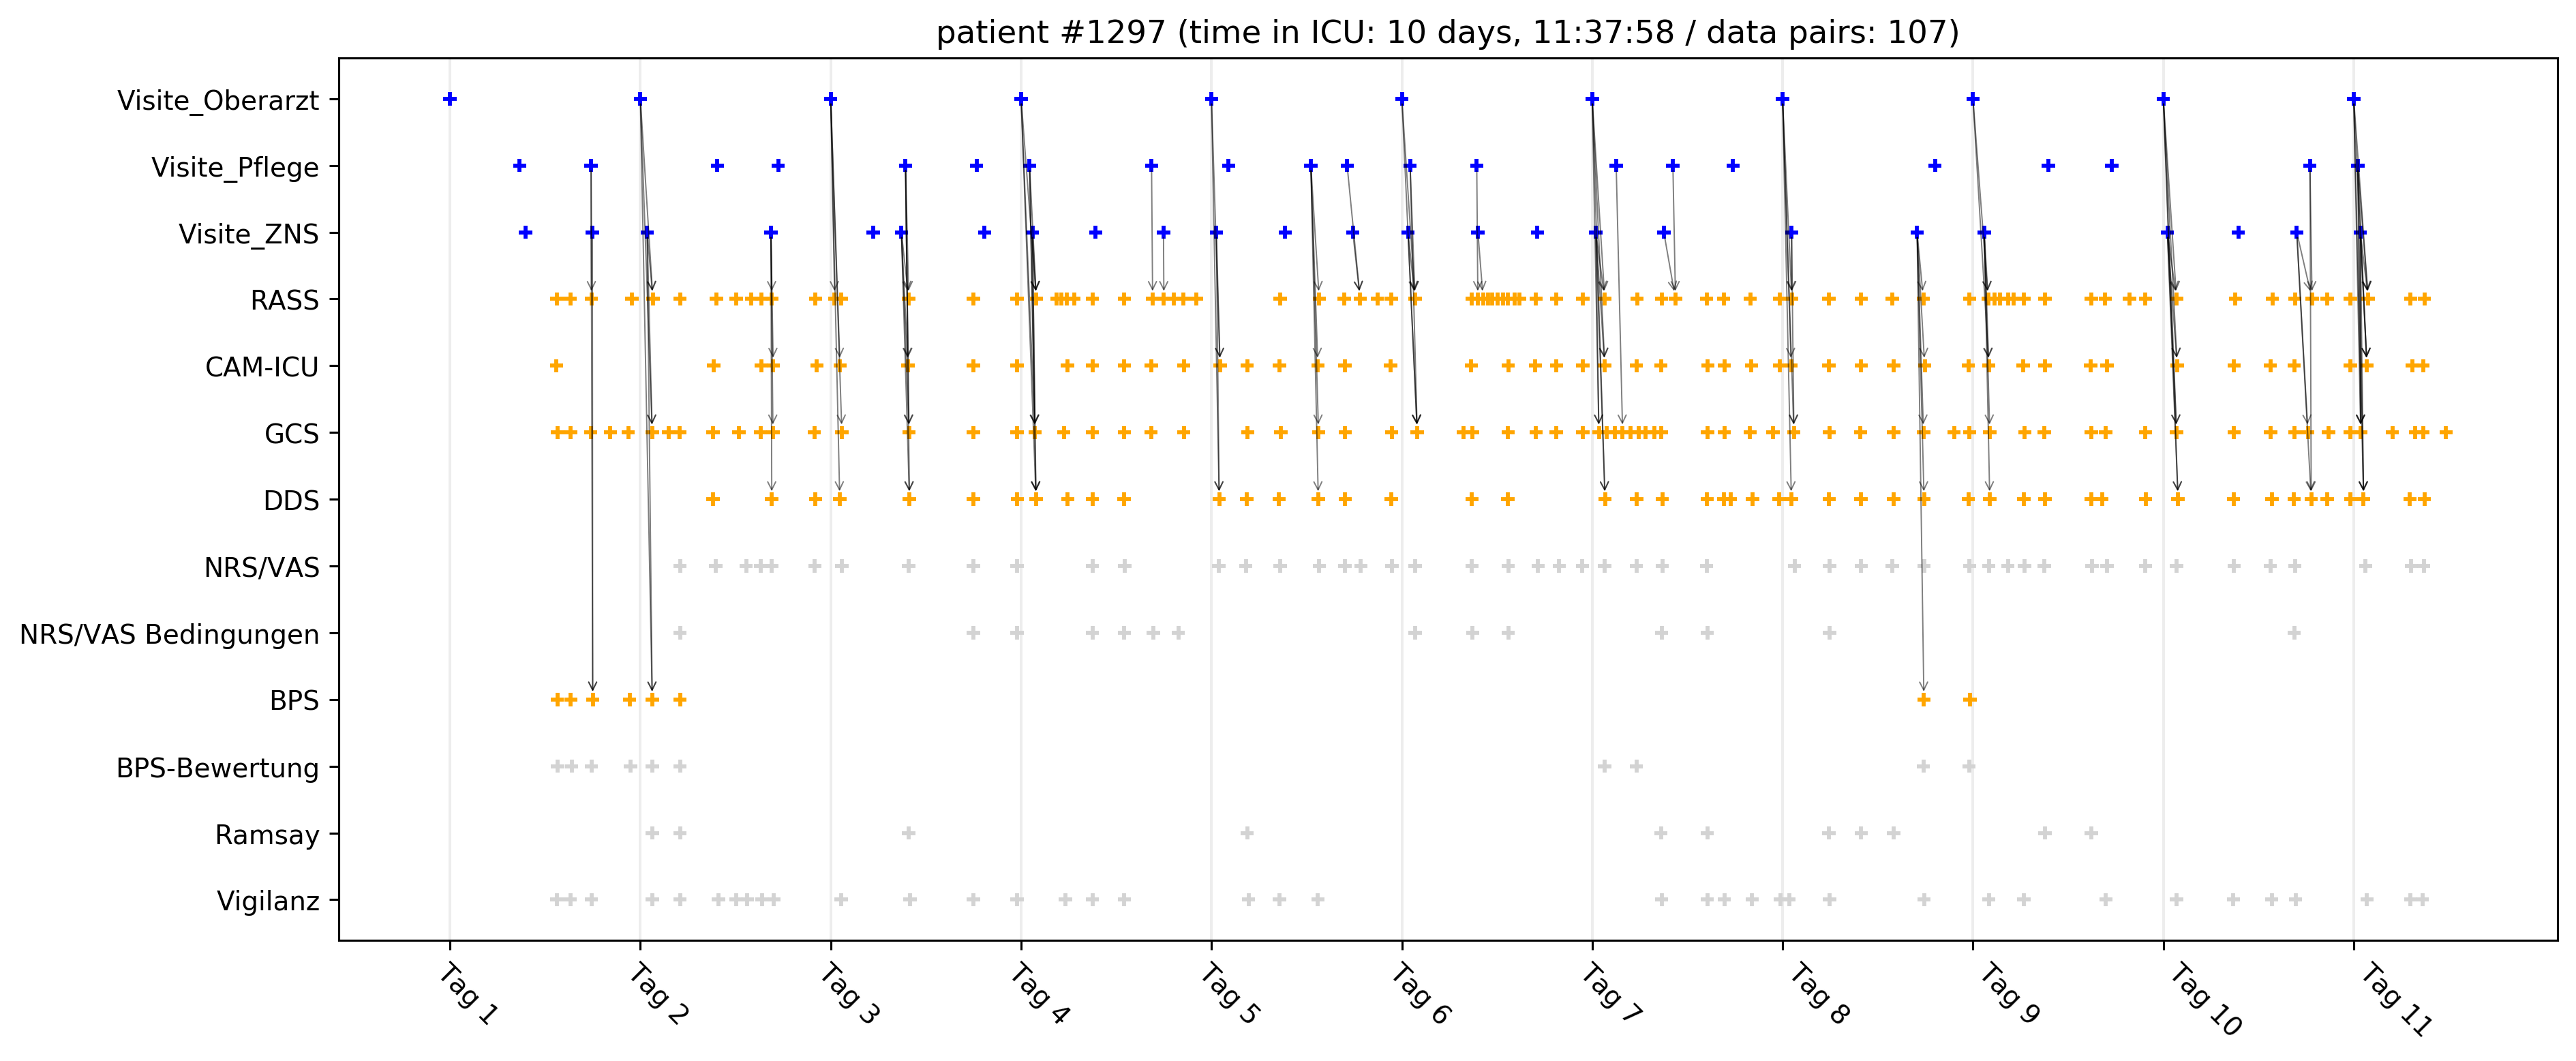 patient #1297 (time in ICU: 10 days, 11:37:58 / data pairs: 107)
Visite_Oberarzt
Visite_Pflege
Visite_ZNS
RASS
CAM-ICU
GCS
DDS
NRS/VAS
NRS/VAS Bedingungen
BPS
BPS-Bewertung
Ramsay
Vigilanz
Tag 1
Tag 2
Tag 3
Tag 4
Tag 5
Tag 6
Tag 7
Tag 8
Tag 9
Tag 10
Tag 11